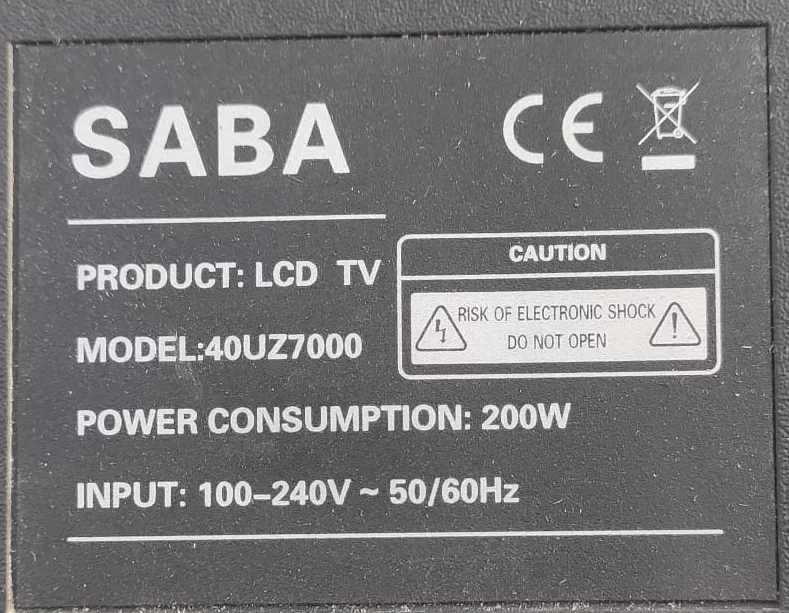 SABA
CE
PRODUCT: LCD TV
CAUTION
RISK OF ELECTRONIC SHOCK
DO NOT OPEN
MODEL:40UZ7000
POWER CONSUMPTION: 200W
INPUT: 100-240V ~ 50/60Hz